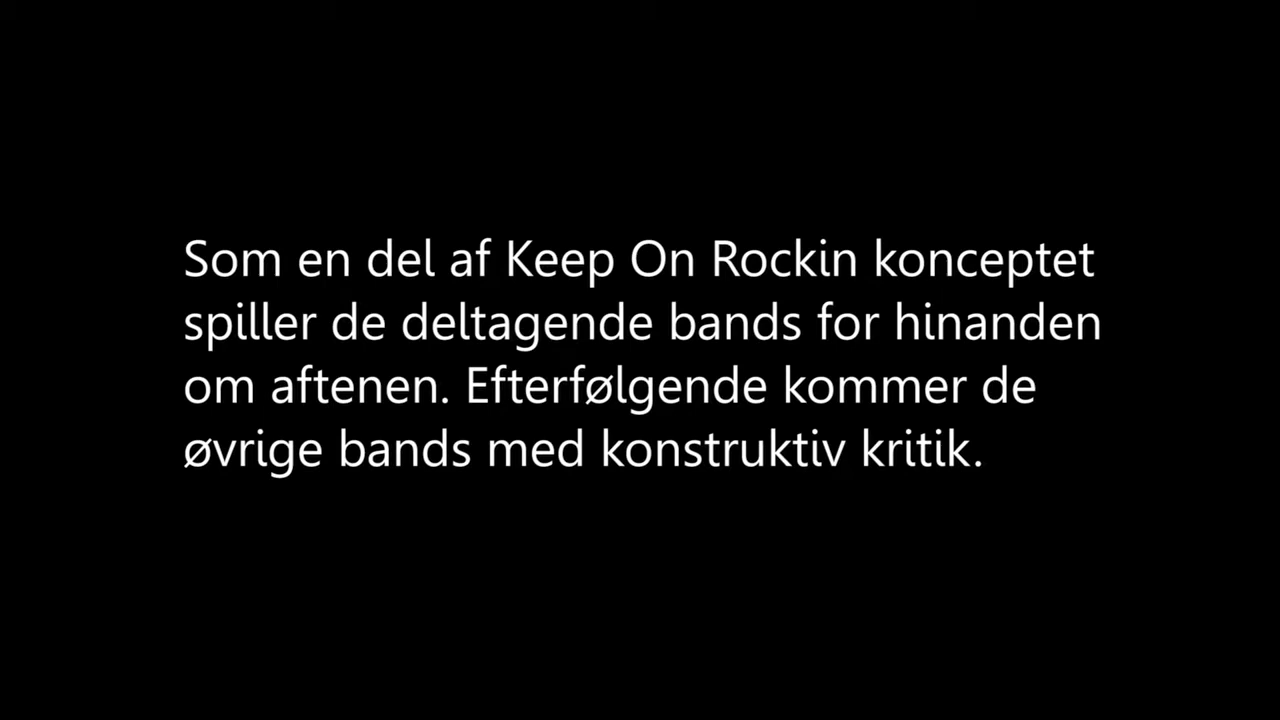 Som en del af Keep On Rockin konceptet
spiller de deltagende bands for hinanden
om aftenen. Efterfølgende kommer de
øvrige bands med konstruktiv kritik.